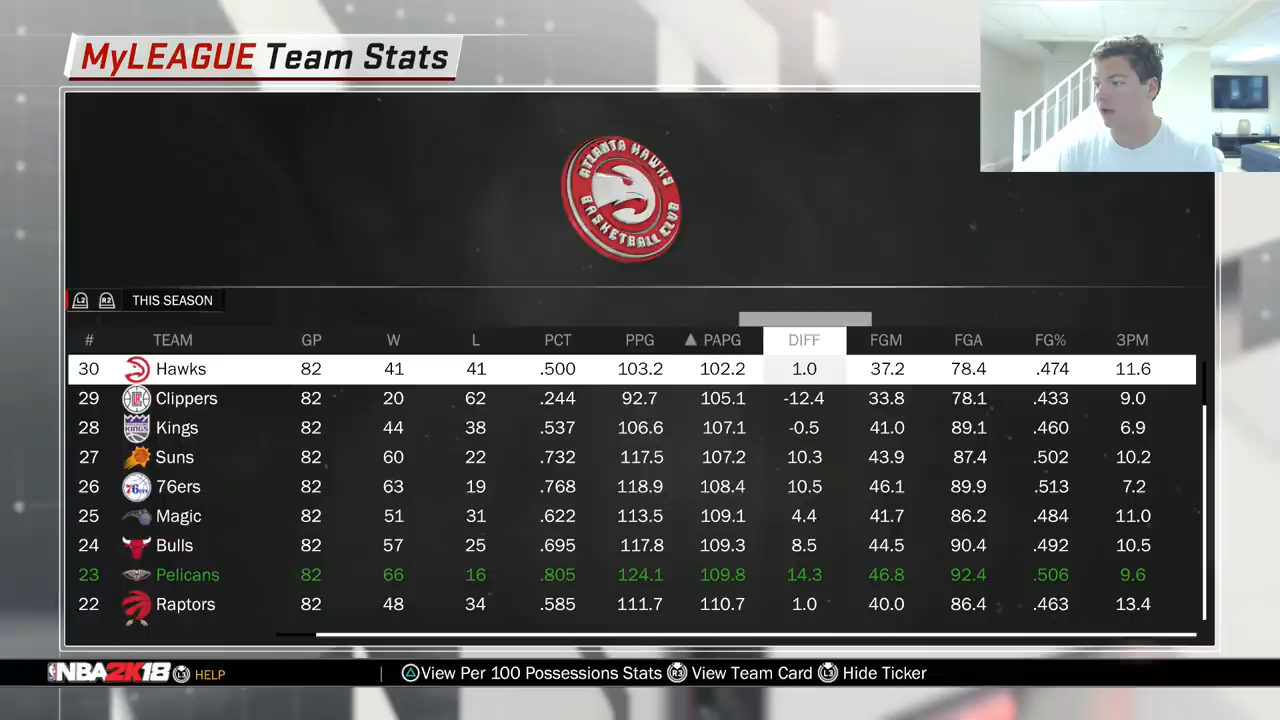 MyLEAGUE Team Stats
ATLANTA HAWKS
BASKETBALL CLUB
L2 R2 THIS SEASON
# TEAM GP W L PCT PPG PAPG DIFF FGM FGA FG% 3PM
30 Hawks 82 41 41 .500 103.2 102.2 1.0 37.2 78.4 .474 11.6
29 Clippers 82 20 62 .244 92.7 105.1 -12.4 33.8 78.1 .433 9.0
28 KINGS Kings 82 44 38 .537 106.6 107.1 -0.5 41.0 89.1 .460 6.9
27 Suns 82 60 22 .732 117.5 107.2 10.3 43.9 87.4 .502 10.2
26 76ers 82 63 19 .768 118.9 108.4 10.5 46.1 89.9 .513 7.2
25 Magic 82 51 31 .622 113.5 109.1 4.4 41.7 86.2 .484 11.0
24 Bulls 82 57 25 .695 117.8 109.3 8.5 44.5 90.4 .492 10.5
23 Pelicans 82 66 16 .805 124.1 109.8 14.3 46.8 92.4 .506 9.6
22 Raptors 82 48 34 .585 111.7 110.7 1.0 40.0 86.4 .463 13.4
NBA2K18 L3 HELP View Per 100 Possessions Stats R3 View Team Card L3 Hide Ticker